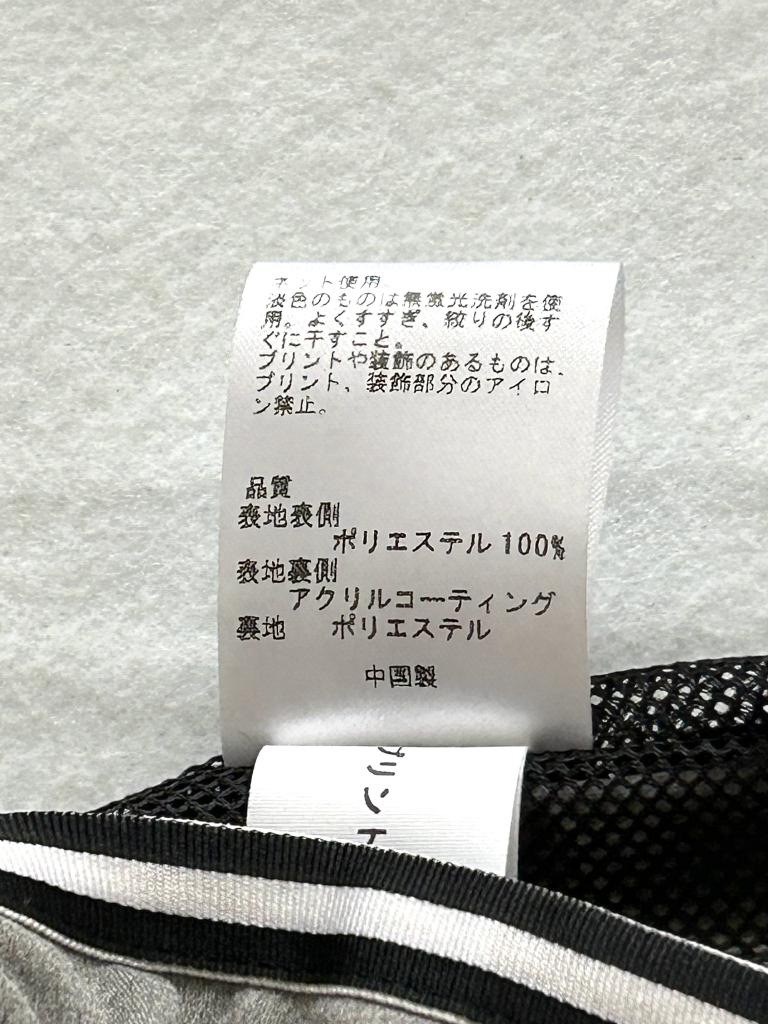 ネット使用。
淡色のものは無蛍光洗剤を使
用。よくすすぎ、絞りの後す
ぐに干すこと。
プリントや装飾のあるものは、
プリント、装飾部分のアイロ
ン禁止。
品質
表地表側
ポリエステル 100%
表地裏側
アクリルコーティング
裏地 ポリエステル
中国製
リント